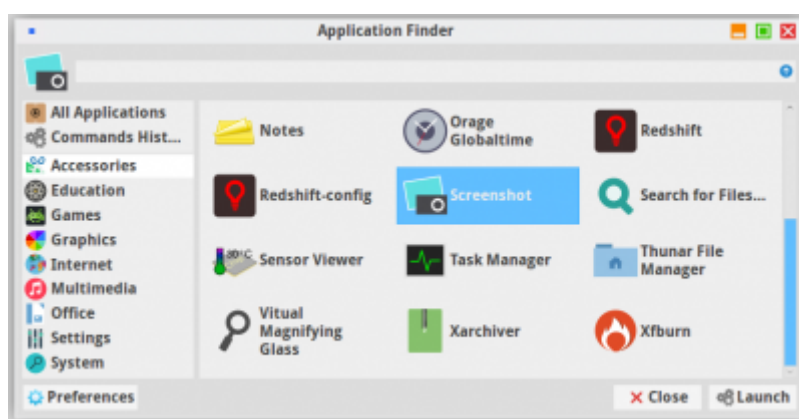 Application Finder
All Applications
Commands Hist...
Accessories
Education
Games
Graphics
Internet
Multimedia
Office
Settings
System
Notes
Orage
Globaltime
Redshift
Redshift-config
Screenshot
Search for Files...
80°C
Sensor Viewer
Task Manager
Thunar File
Manager
Vitual
Magnifying
Glass
Xarchiver
Xfburn
Preferences
Close
Launch